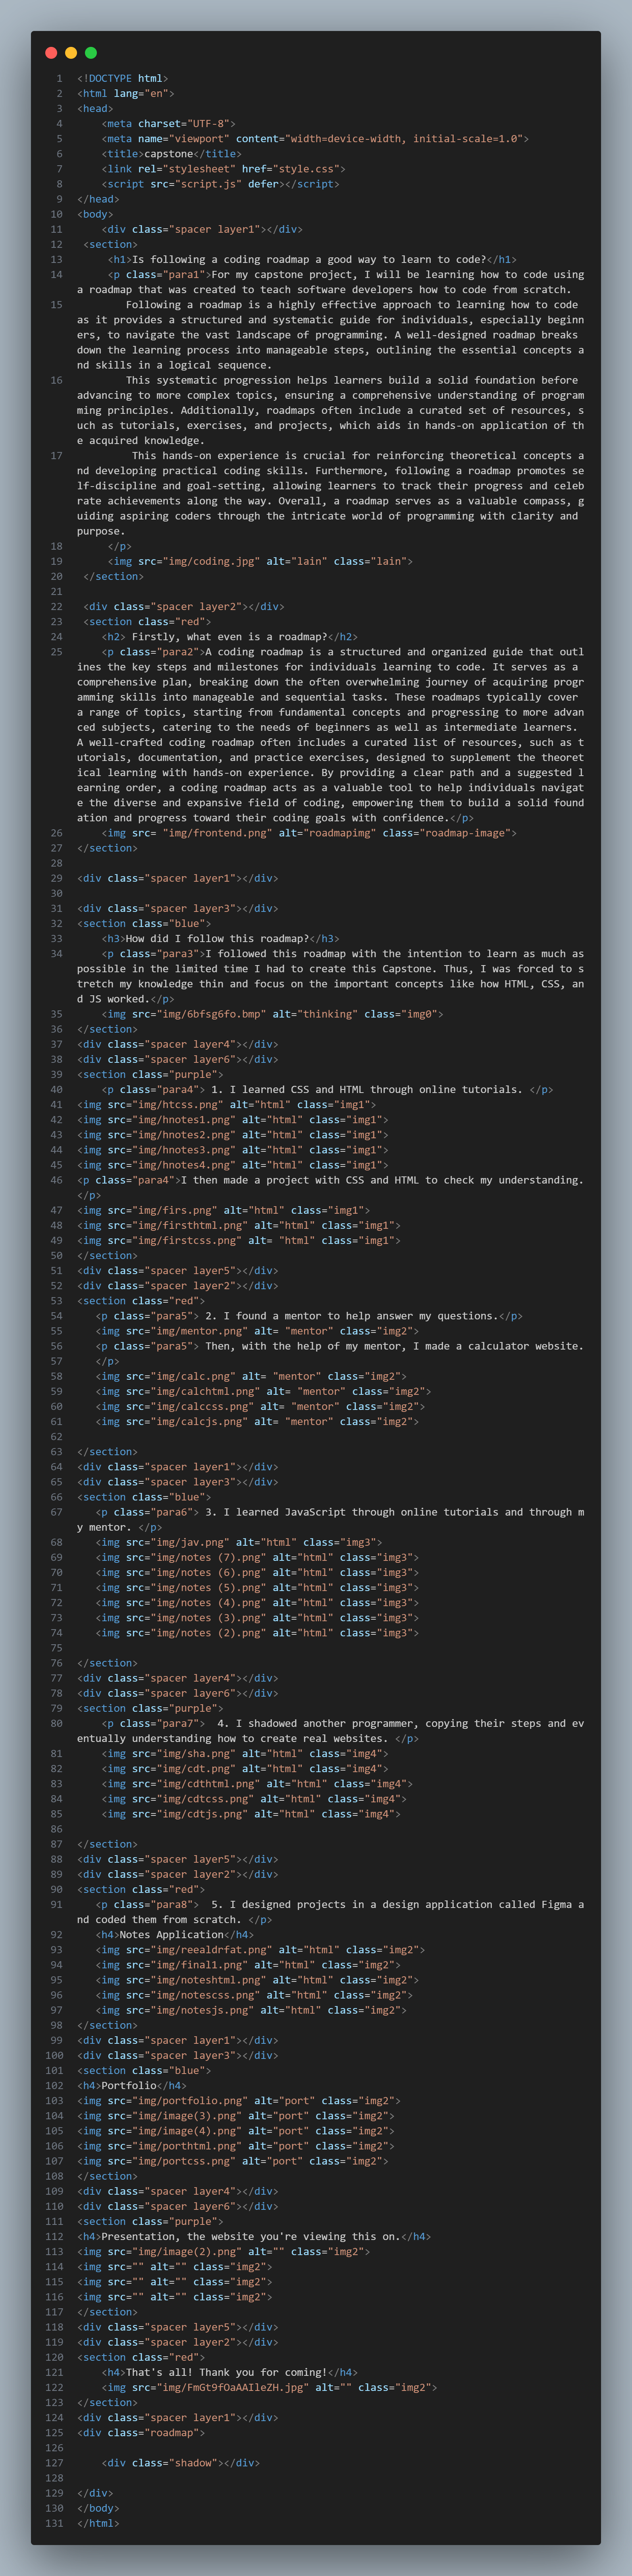 1 <!DOCTYPE html>
2 <html lang="en">
3 <head>
4 <meta charset="UTF-8">
5 <meta name="viewport" content="width=device-width, initial-scale=1.0">
6 <title>capstone</title>
7 <link rel="stylesheet" href="style.css">
8 <script src="script.js" defer></script>
9 </head>
10 <body>
11 <div class="spacer layer1"></div>
12 <section>
13 <h1>Is following a coding roadmap a good way to learn to code?</h1>
14 <p class="para1">For my capstone project, I will be learning how to code using
a roadmap that was created to teach software developers how to code from scratch.
15 Following a roadmap is a highly effective approach to learning how to code
as it provides a structured and systematic guide for individuals, especially beginn
ers, to navigate the vast landscape of programming. A well-designed roadmap breaks
down the learning process into manageable steps, outlining the essential concepts a
nd skills in a logical sequence.
16 This systematic progression helps learners build a solid foundation before
advancing to more complex topics, ensuring a comprehensive understanding of program
ming principles. Additionally, roadmaps often include a curated set of resources, s
uch as tutorials, exercises, and projects, which aids in hands-on application of th
e acquired knowledge.
17 This hands-on experience is crucial for reinforcing theoretical concepts a
nd developing practical coding skills. Furthermore, following a roadmap promotes se
lf-discipline and goal-setting, allowing learners to track their progress and celeb
rate achievements along the way. Overall, a roadmap serves as a valuable compass, g
uiding aspiring coders through the intricate world of programming with clarity and
purpose.
18 </p>
19 <img src="img/coding.jpg" alt="lain" class="lain">
20 </section>
21
22 <div class="spacer layer2"></div>
23 <section class="red">
24 <h2> Firstly, what even is a roadmap?</h2>
25 <p class="para2">A coding roadmap is a structured and organized guide that outl
ines the key steps and milestones for individuals learning to code. It serves as a
comprehensive plan, breaking down the often overwhelming journey of acquiring progr
amming skills into manageable and sequential tasks. These roadmaps typically cover
a range of topics, starting from fundamental concepts and progressing to more advan
ced subjects, catering to the needs of beginners as well as intermediate learners.
A well-crafted coding roadmap often includes a curated list of resources, such as t
utorials, documentation, and practice exercises, designed to supplement the theoret
ical learning with hands-on experience. By providing a clear path and a suggested l
earning order, a coding roadmap acts as a valuable tool to help individuals navigat
e the diverse and expansive field of coding, empowering them to build a solid found
ation and progress toward their coding goals with confidence.</p>
26 <img src= "img/frontend.png" alt="roadmapimg" class="roadmap-image">
27 </section>
28
29 <div class="spacer layer1"></div>
30
31 <div class="spacer layer3"></div>
32 <section class="blue">
33 <h3>How did I follow this roadmap?</h3>
34 <p class="para3">I followed this roadmap with the intention to learn as much as
possible in the limited time I had to create this Capstone. Thus, I was forced to s
tretch my knowledge thin and focus on the important concepts like how HTML, CSS, an
d JS worked.</p>
35 <img src="img/6bfsg6fo.bmp" alt="thinking" class="img0">
36 </section>
37 <div class="spacer layer4"></div>
38 <div class="spacer layer6"></div>
39 <section class="purple">
40 <p class="para4"> 1. I learned CSS and HTML through online tutorials. </p>
41 <img src="img/htcss.png" alt="html" class="img1">
42 <img src="img/hnotes1.png" alt="html" class="img1">
43 <img src="img/hnotes2.png" alt="html" class="img1">
44 <img src="img/hnotes3.png" alt="html" class="img1">
45 <img src="img/hnotes4.png" alt="html" class="img1">
46 <p class="para4">I then made a project with CSS and HTML to check my understanding.
</p>
47 <img src="img/firs.png" alt="html" class="img1">
48 <img src="img/firsthtml.png" alt="html" class="img1">
49 <img src="img/firstcss.png" alt= "html" class="img1">
50 </section>
51 <div class="spacer layer5"></div>
52 <div class="spacer layer2"></div>
53 <section class="red">
54 <p class="para5"> 2. I found a mentor to help answer my questions.</p>
55 <img src="img/mentor.png" alt= "mentor" class="img2">
56 <p class="para5"> Then, with the help of my mentor, I made a calculator website.
57 </p>
58 <img src="img/calc.png" alt= "mentor" class="img2">
59 <img src="img/calchtml.png" alt= "mentor" class="img2">
60 <img src="img/calccss.png" alt= "mentor" class="img2">
61 <img src="img/calcjs.png" alt= "mentor" class="img2">
62
63 </section>
64 <div class="spacer layer1"></div>
65 <div class="spacer layer3"></div>
66 <section class="blue">
67 <p class="para6"> 3. I learned JavaScript through online tutorials and through m
y mentor. </p>
68 <img src="img/jav.png" alt="html" class="img3">
69 <img src="img/notes (7).png" alt="html" class="img3">
70 <img src="img/notes (6).png" alt="html" class="img3">
71 <img src="img/notes (5).png" alt="html" class="img3">
72 <img src="img/notes (4).png" alt="html" class="img3">
73 <img src="img/notes (3).png" alt="html" class="img3">
74 <img src="img/notes (2).png" alt="html" class="img3">
75
76 </section>
77 <div class="spacer layer4"></div>
78 <div class="spacer layer6"></div>
79 <section class="purple">
80 <p class="para7">  4. I shadowed another programmer, copying their steps and ev
entually understanding how to create real websites. </p>
81 <img src="img/sha.png" alt="html" class="img4">
82 <img src="img/cdt.png" alt="html" class="img4">
83 <img src="img/cdthtml.png" alt="html" class="img4">
84 <img src="img/cdtcss.png" alt="html" class="img4">
85 <img src="img/cdtjs.png" alt="html" class="img4">
86
87 </section>
88 <div class="spacer layer5"></div>
89 <div class="spacer layer2"></div>
90 <section class="red">
91 <p class="para8">  5. I designed projects in a design application called Figma a
nd coded them from scratch. </p>
92 <h4>Notes Application</h4>
93 <img src="img/reealdrfat.png" alt="html" class="img2">
94 <img src="img/final1.png" alt="html" class="img2">
95 <img src="img/noteshtml.png" alt="html" class="img2">
96 <img src="img/notescss.png" alt="html" class="img2">
97 <img src="img/notesjs.png" alt="html" class="img2">
98 </section>
99 <div class="spacer layer1"></div>
100 <div class="spacer layer3"></div>
101 <section class="blue">
102 <h4>Portfolio</h4>
103 <img src="img/portfolio.png" alt="port" class="img2">
104 <img src="img/image(3).png" alt="port" class="img2">
105 <img src="img/image(4).png" alt="port" class="img2">
106 <img src="img/porthtml.png" alt="port" class="img2">
107 <img src="img/portcss.png" alt="port" class="img2">
108 </section>
109 <div class="spacer layer4"></div>
110 <div class="spacer layer6"></div>
111 <section class="purple">
112 <h4>Presentation, the website you're viewing this on.</h4>
113 <img src="img/image(2).png" alt="" class="img2">
114 <img src="" alt="" class="img2">
115 <img src="" alt="" class="img2">
116 <img src="" alt="" class="img2">
117 </section>
118 <div class="spacer layer5"></div>
119 <div class="spacer layer2"></div>
120 <section class="red">
121 <h4>That's all! Thank you for coming!</h4>
122 <img src="img/FmGt9fOaAAIleZH.jpg" alt="" class="img2">
123 </section>
124 <div class="spacer layer1"></div>
125 <div class="roadmap">
126
127 <div class="shadow"></div>
128
129 </div>
130 </body>
131 </html>